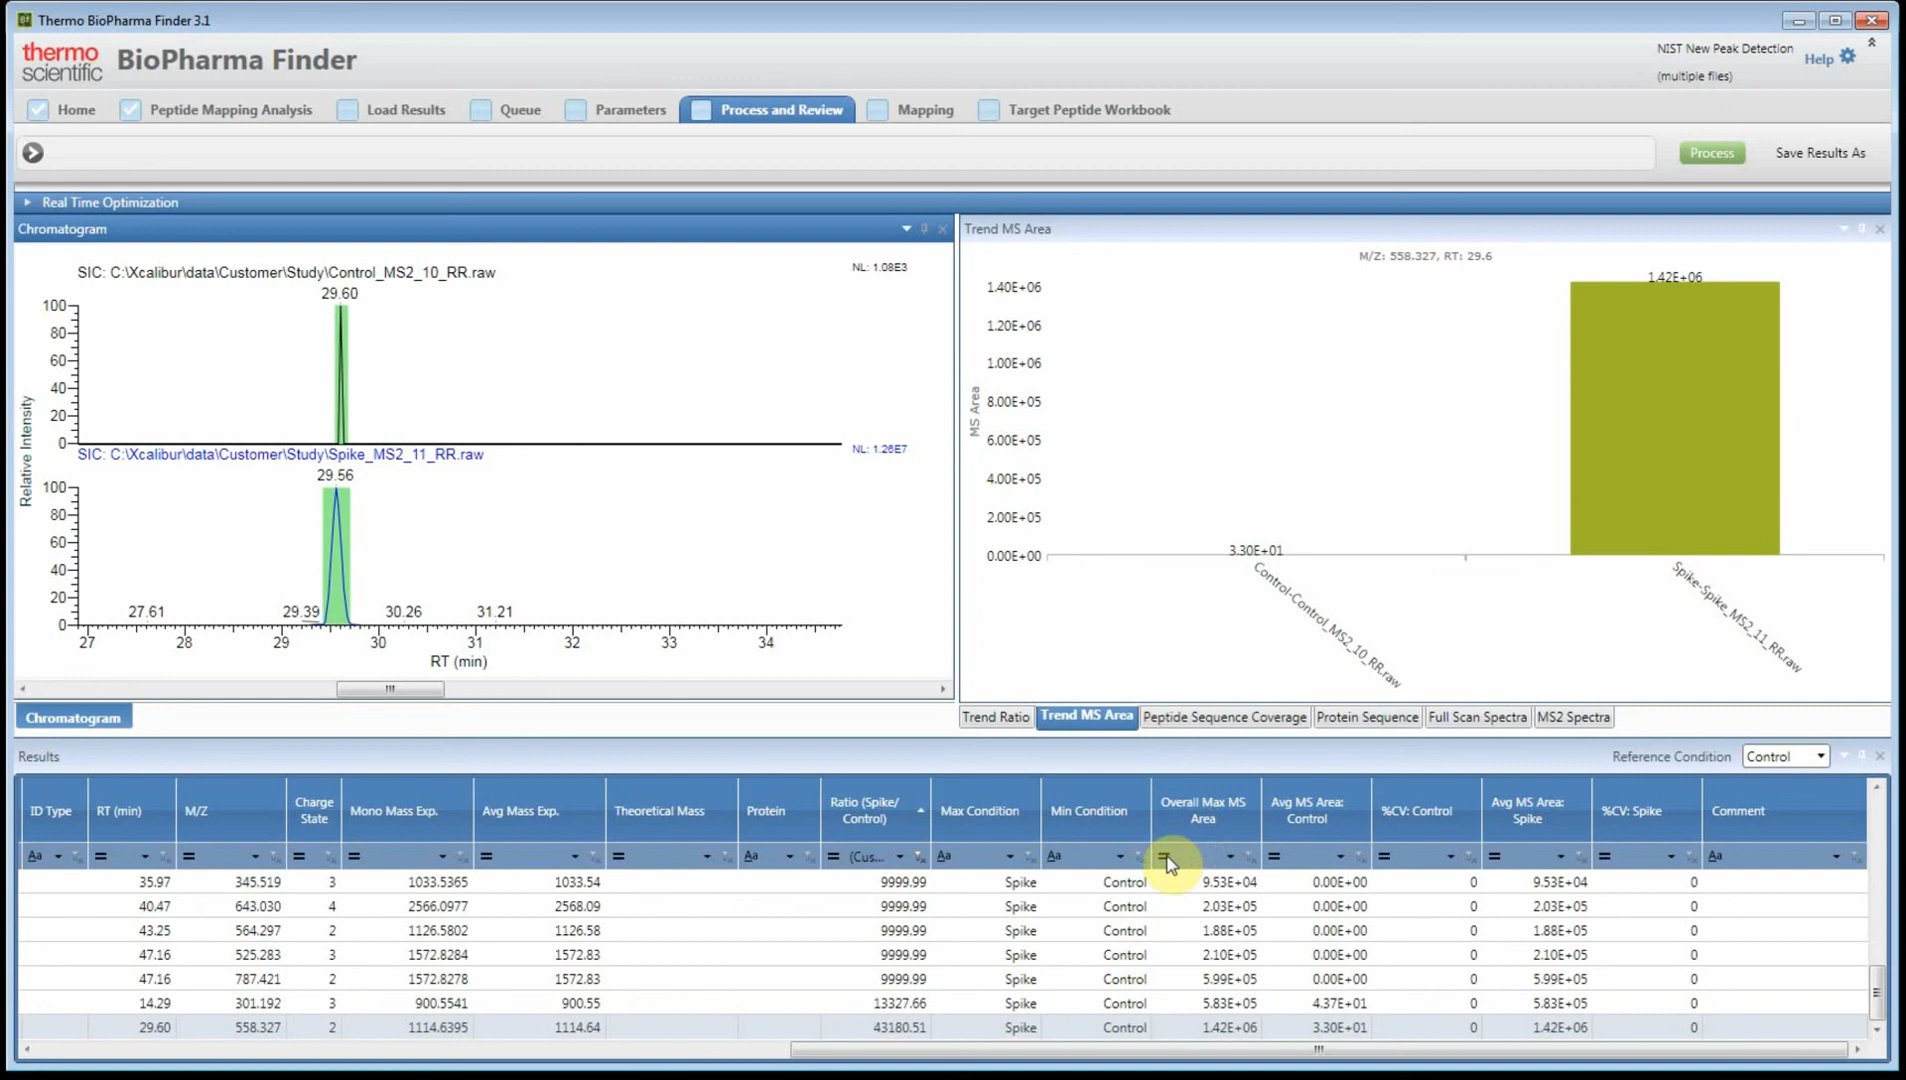 Thermo BioPharma Finder 3.1
thermo scientific
BioPharma Finder
NIST New Peak Detection
(multiple files)
Help
Home
Peptide Mapping Analysis
Load Results
Queue
Parameters
Process and Review
Mapping
Target Peptide Workbook
Process
Save Results As
Real Time Optimization
Chromatogram
SIC: C:\Xcalibur\data\Customer\Study\Control_MS2_10_RR.raw
NL: 1.08E3
29.60
100
80
60
40
20
0
Relative Intensity
SIC: C:\Xcalibur\data\Customer\Study\Spike_MS2_11_RR.raw
NL: 1.26E7
29.56
100
80
60
40
20
0
27.61 29.39 30.26 31.21
27 28 29 30 31 32 33 34
RT (min)
Chromatogram
Trend MS Area
M/Z: 558.327, RT: 29.6
1.42E+06
1.40E+06
1.20E+06
1.00E+06
8.00E+05
6.00E+05
4.00E+05
2.00E+05
0.00E+00
MS Area
3.30E+01
Control-Control_MS2_10_RR.raw
Spike-Spike_MS2_11_RR.raw
Trend Ratio
Trend MS Area
Peptide Sequence Coverage
Protein Sequence
Full Scan Spectra
MS2 Spectra
Results
Reference Condition
Control
ID Type RT (min) M/Z Charge State Mono Mass Exp. Avg Mass Exp. Theoretical Mass Protein Ratio (Spike/ Control) Max Condition Min Condition Overall Max MS Area Avg MS Area: Control %CV: Control Avg MS Area: Spike %CV: Spike Comment
Aa = = = = = = Aa = (Cus... Aa Aa = = = = = Aa
35.97 345.519 3 1033.5365 1033.54 9999.99 Spike Control 9.53E+04 0.00E+00 0 9.53E+04 0
40.47 643.030 4 2566.0977 2568.09 9999.99 Spike Control 2.03E+05 0.00E+00 0 2.03E+05 0
43.25 564.297 2 1126.5802 1126.58 9999.99 Spike Control 1.88E+05 0.00E+00 0 1.88E+05 0
47.16 525.283 3 1572.8284 1572.83 9999.99 Spike Control 2.10E+05 0.00E+00 0 2.10E+05 0
47.16 787.421 2 1572.8278 1572.83 9999.99 Spike Control 5.99E+05 0.00E+00 0 5.99E+05 0
14.29 301.192 3 900.5541 900.55 13327.66 Spike Control 5.83E+05 4.37E+01 0 5.83E+05 0
29.60 558.327 2 1114.6395 1114.64 43180.51 Spike Control 1.42E+06 3.30E+01 0 1.42E+06 0